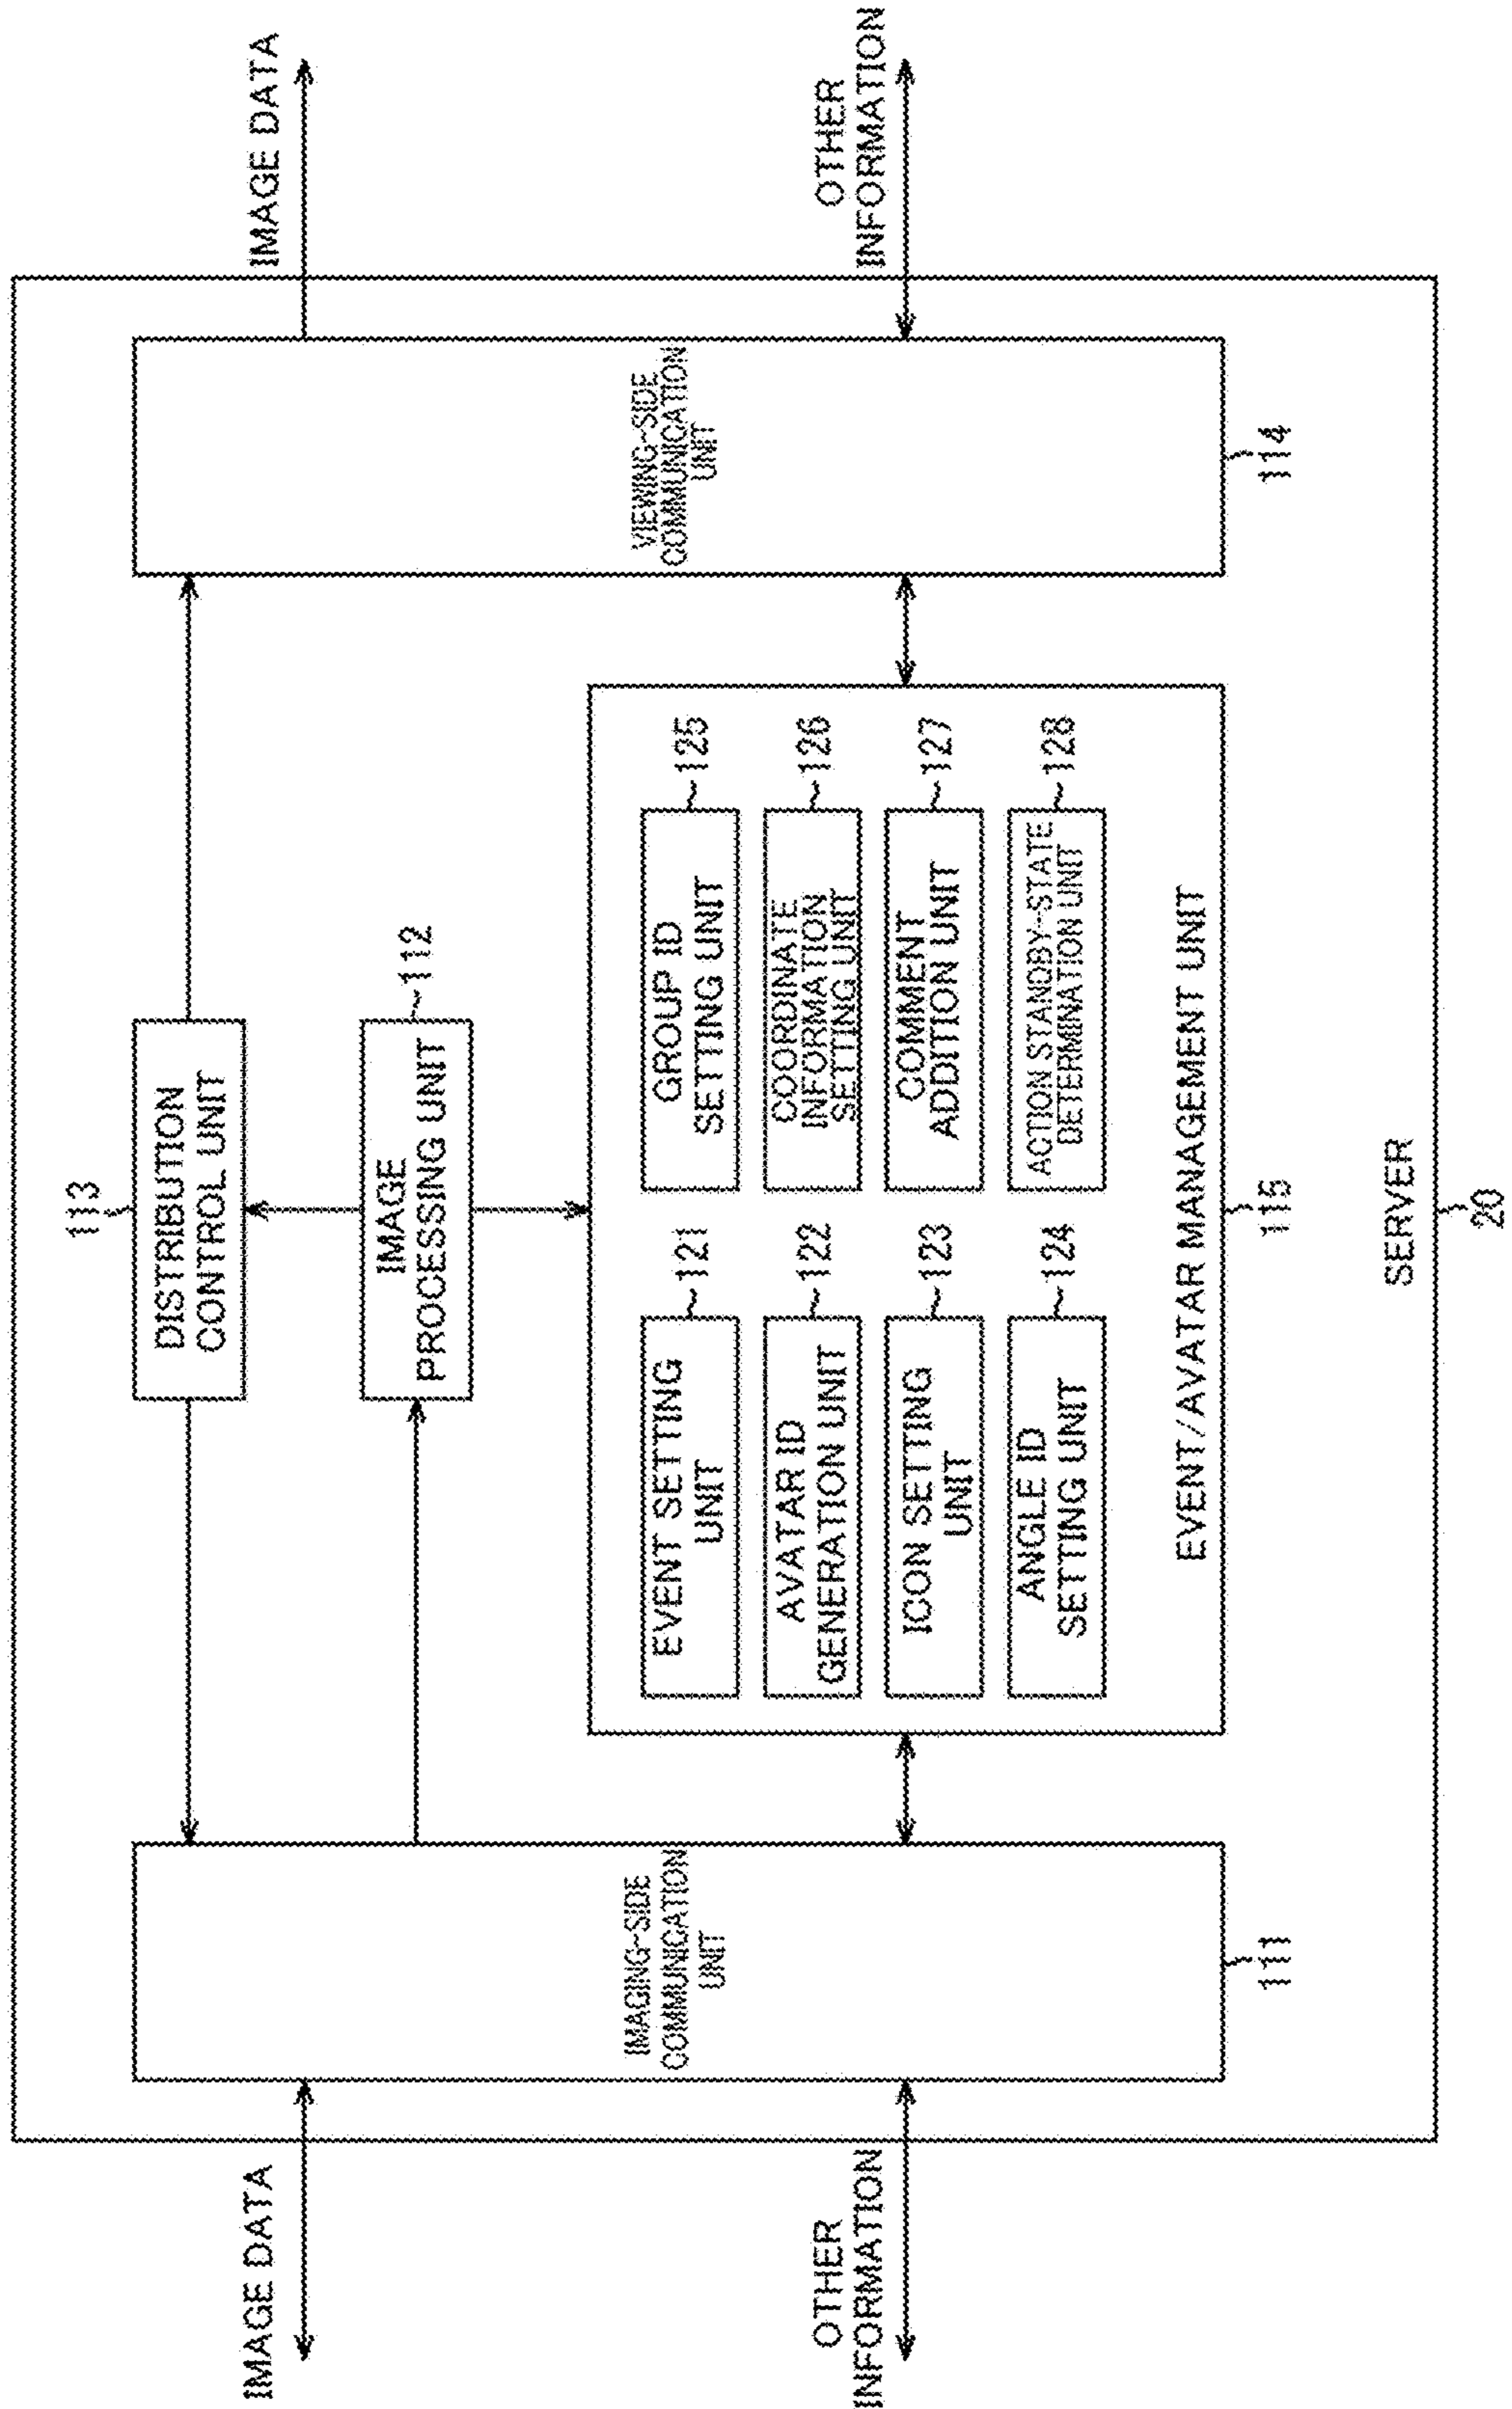 113
DISTRIBUTION
CONTROL UNIT
IMAGE DATA
IMAGE DATA
IMAGE
PROCESSING UNIT
112
IMAGING-SIDE
COMMUNICATION
UNIT
EVENT SETTING
UNIT
121
GROUP ID
SETTING UNIT
125
VIEWING-SIDE
COMMUNICATION
UNIT
AVATAR ID
GENERATION UNIT
122
COORDINATE
INFORMATION
SETTING UNIT
126
OTHER
INFORMATION
OTHER
INFORMATION
ICON SETTING
UNIT
123
COMMENT
ADDITION UNIT
127
ANGLE ID
SETTING UNIT
124
ACTION STANDBY-STATE
DETERMINATION UNIT
128
EVENT/AVATAR MANAGEMENT UNIT
111
115
114
SERVER
20